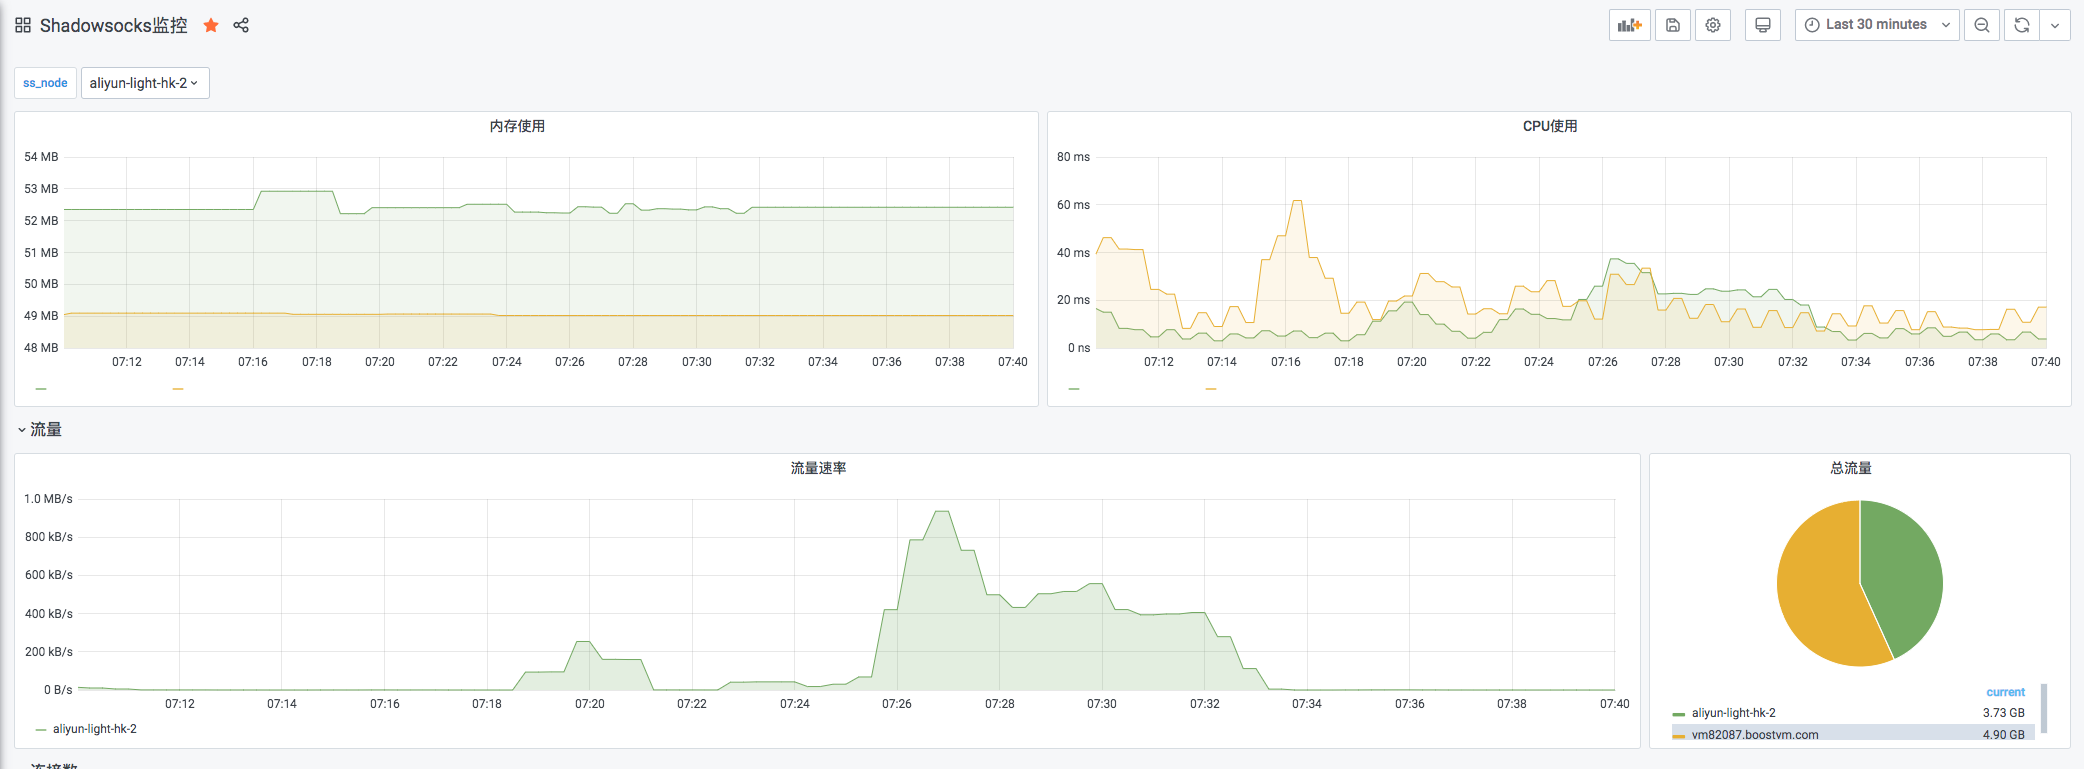 Shadowsocks监控
Last 30 minutes
ss_node
aliyun-light-hk-2
内存使用
54 MB
53 MB
52 MB
51 MB
50 MB
49 MB
48 MB
07:12 07:14 07:16 07:18 07:20 07:22 07:24 07:26 07:28 07:30 07:32 07:34 07:36 07:38 07:40
CPU使用
80 ms
60 ms
40 ms
20 ms
0 ns
07:12 07:14 07:16 07:18 07:20 07:22 07:24 07:26 07:28 07:30 07:32 07:34 07:36 07:38 07:40
流量
流量速率
1.0 MB/s
800 kB/s
600 kB/s
400 kB/s
200 kB/s
0 B/s
07:12 07:14 07:16 07:18 07:20 07:22 07:24 07:26 07:28 07:30 07:32 07:34 07:36 07:38 07:40
aliyun-light-hk-2
总流量
current
aliyun-light-hk-2 3.73 GB
vm82087.boostvm.com 4.90 GB
连接数